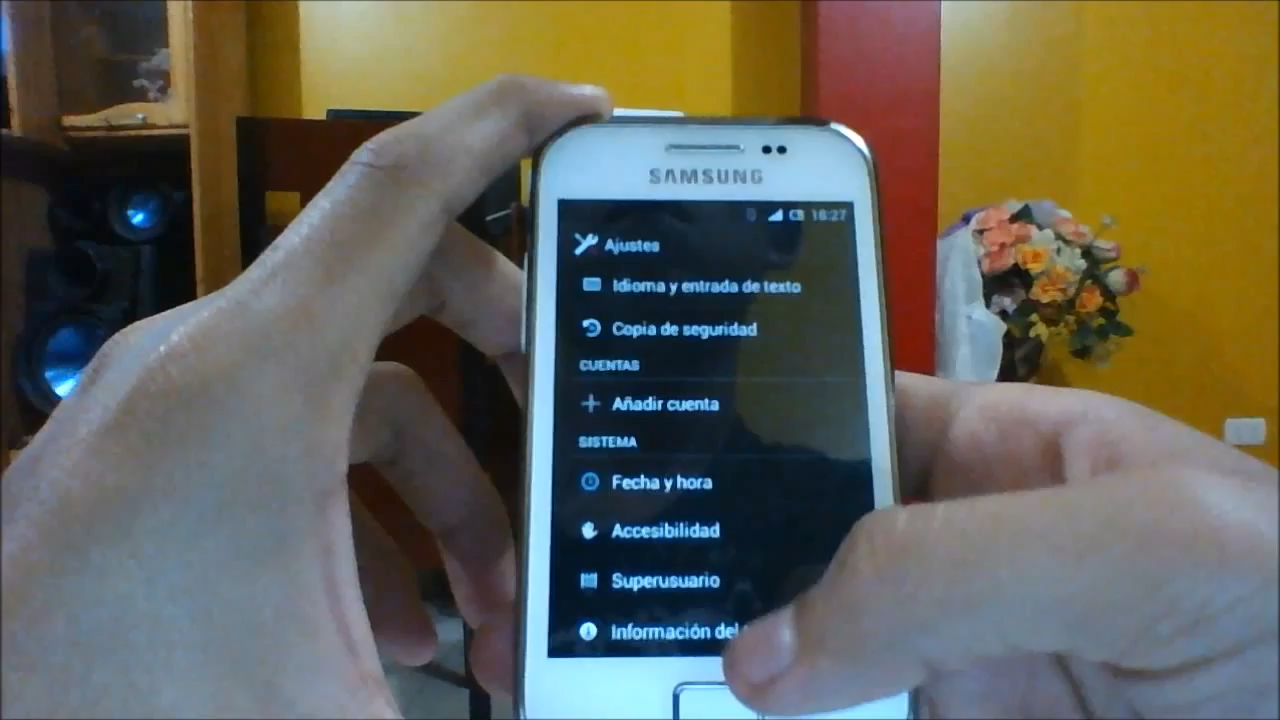 SAMSUNG
18:27
Ajustes
Idioma y entrada de texto
Copia de seguridad
CUENTAS
Añadir cuenta
SISTEMA
Fecha y hora
Accesibilidad
Superusuario
Información del